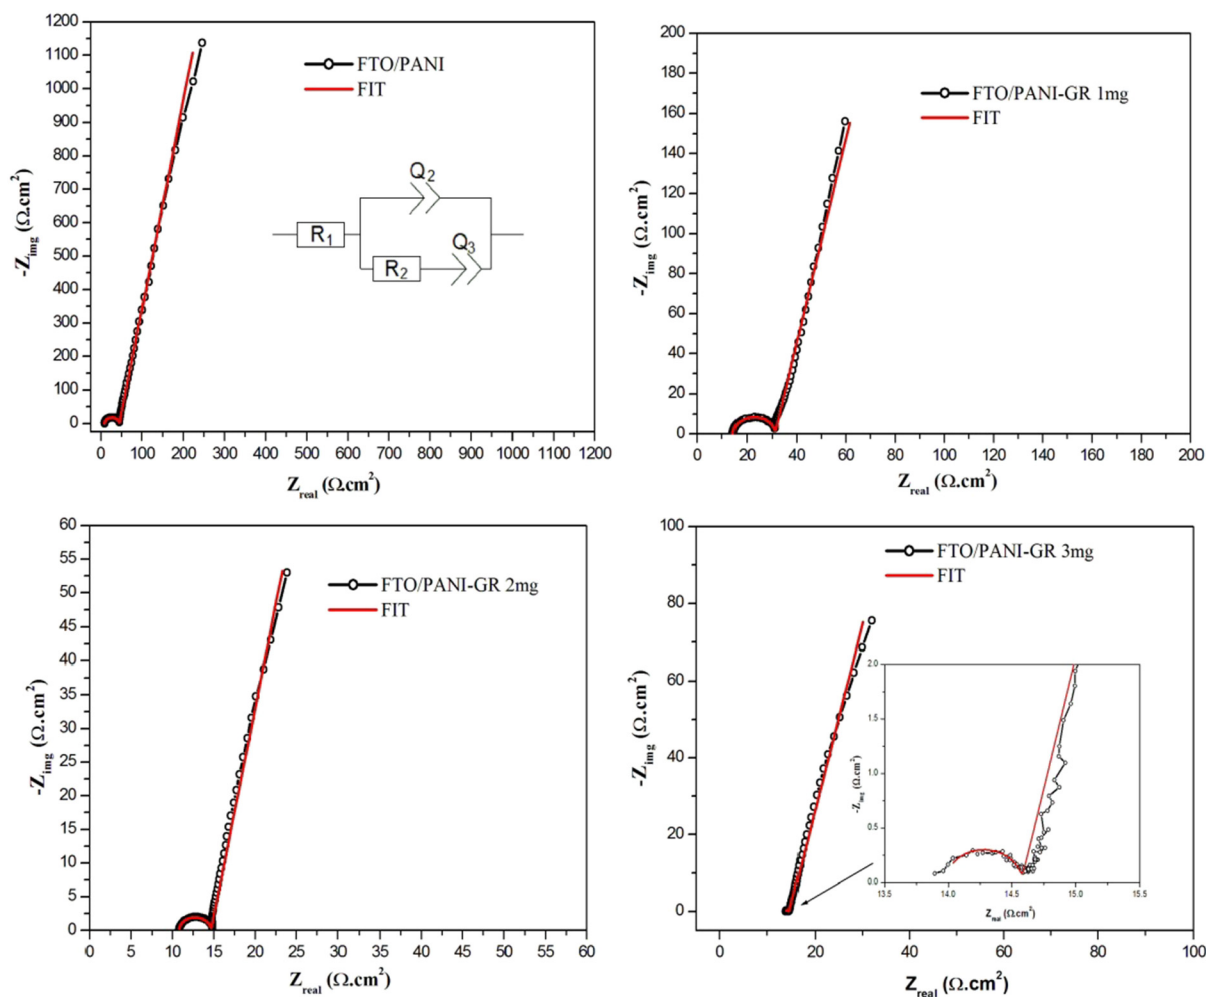 1200
1100
1000
900
800
700
600
500
400
300
200
100
0
-Z_img (Ω.cm²)
FTO/PANI
FIT
Q₂
R₁
Q₃
R₂
0 100 200 300 400 500 600 700 800 900 1000 1100 1200
Z_real (Ω.cm²)
200
180
160
140
120
100
80
60
40
20
0
-Z_img (Ω.cm²)
FTO/PANI-GR 1mg
FIT
0 20 40 60 80 100 120 140 160 180 200
Z_real (Ω.cm²)
60
55
50
45
40
35
30
25
20
15
10
5
0
-Z_img (Ω.cm²)
FTO/PANI-GR 2mg
FIT
0 5 10 15 20 25 30 35 40 45 50 55 60
Z_real (Ω.cm²)
100
80
60
40
20
0
-Z_img (Ω.cm²)
FTO/PANI-GR 3mg
FIT
2.0
1.5
1.0
0.5
0.0
-Z_img (Ω.cm²)
13.5 14.0 14.5 15.0 15.5
Z_real (Ω.cm²)
0 20 40 60 80 100
Z_real (Ω.cm²)